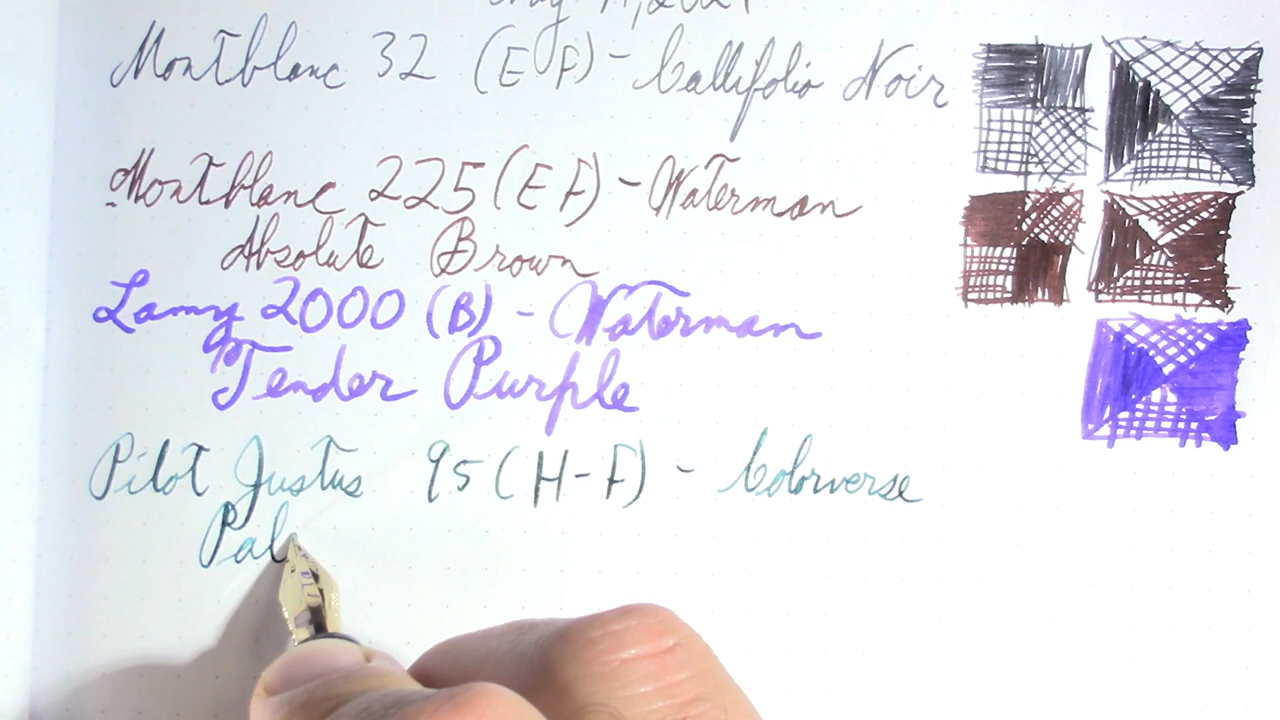 Montblanc 32 (EF) - Callifolio Noir
Montblanc 225 (EF) - Waterman
Absolute Brown
Lamy 2000 (B) - Waterman
Tender Purple
Pilot Justus 95 (H-F) - Colorverse
Pal